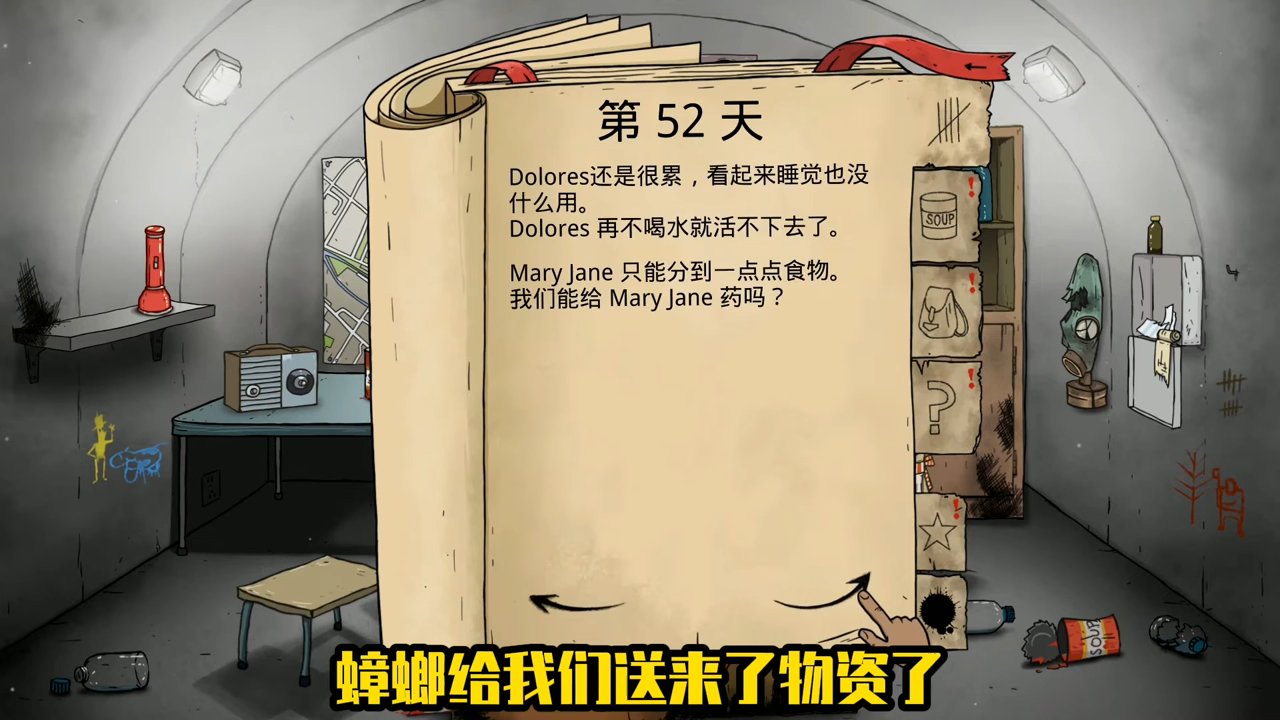 第 52 天
Dolores还是很累，看起来睡觉也没
什么用。
Dolores 再不喝水就活不下去了。
Mary Jane 只能分到一点点食物。
我们能给 Mary Jane 药吗？
SOUP
SOUP
蟑螂给我们送来了物资了